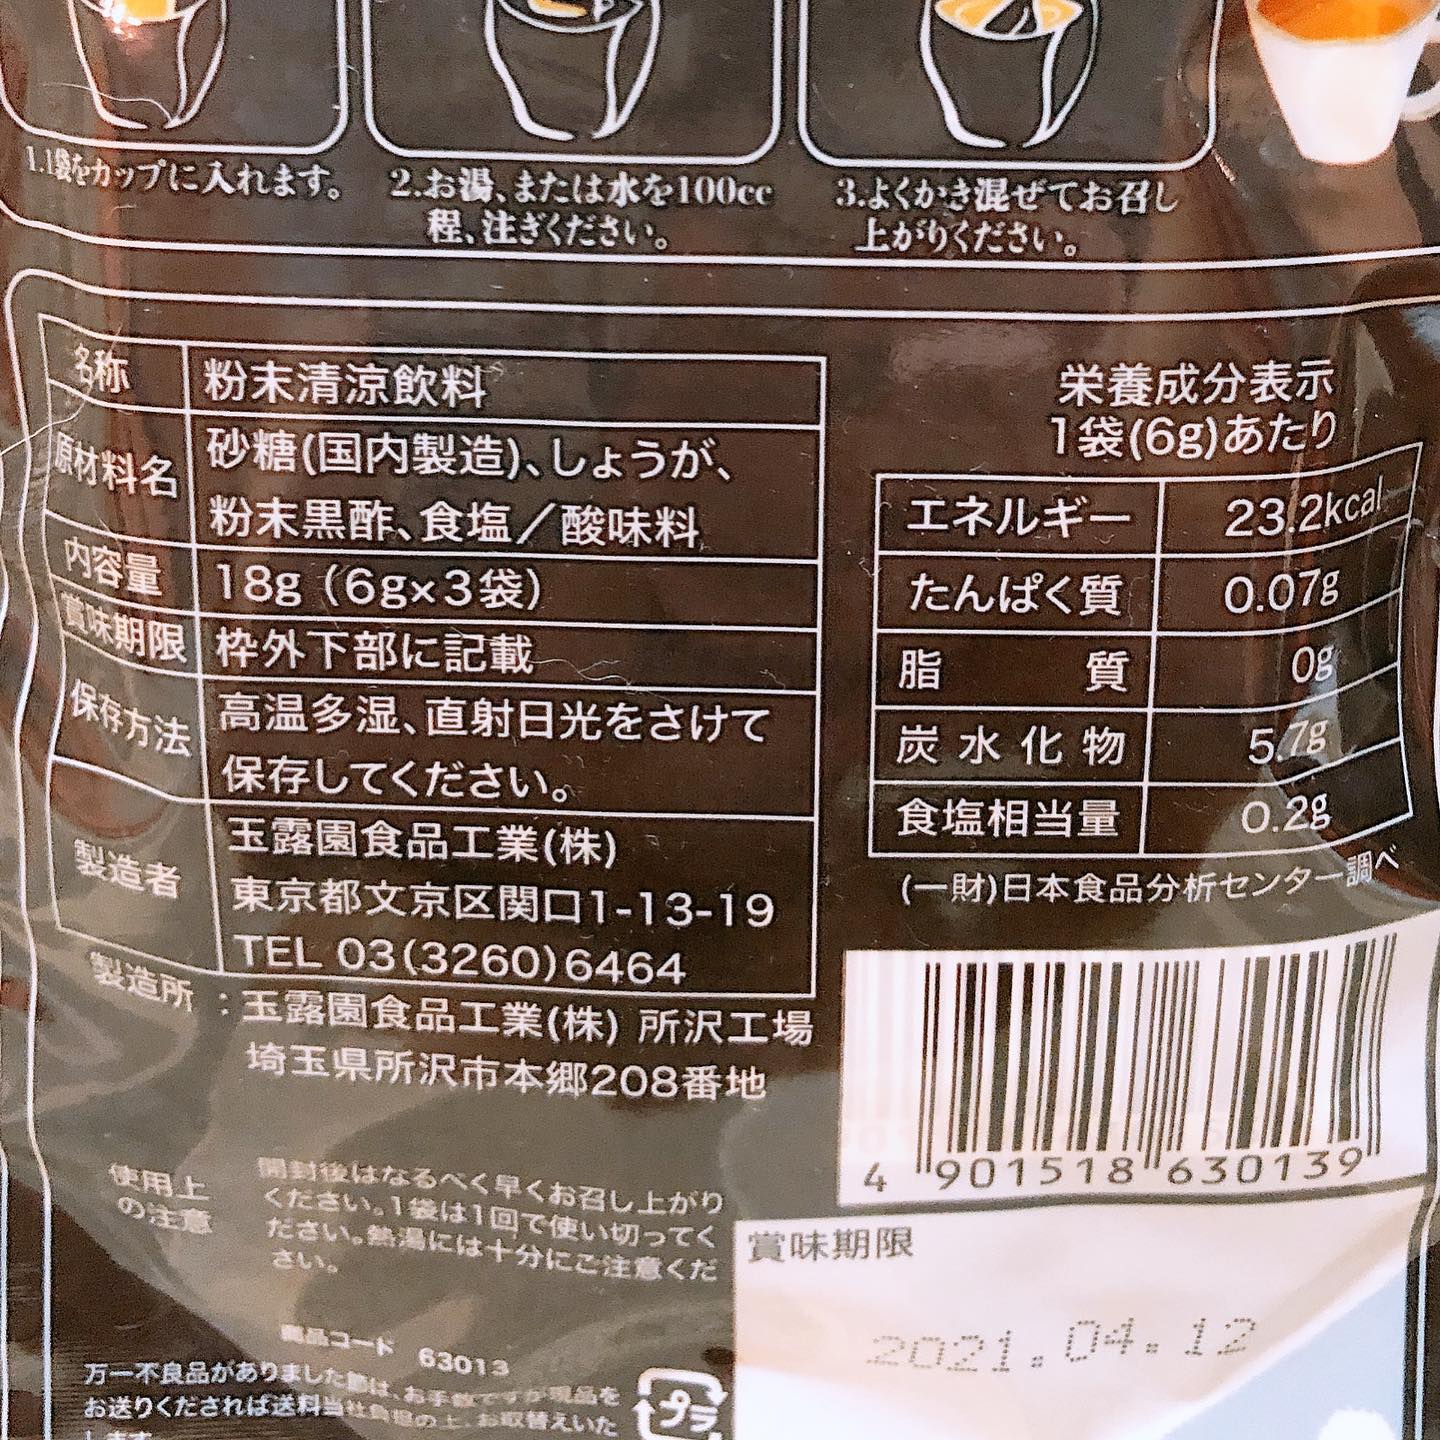 1.1袋をカップに入れます。
2.お湯、または水を100cc
程、注ぎください。
3.よくかき混ぜてお召し
上がりください。
名称
粉末清涼飲料
原材料名
砂糖(国内製造)、しょうが、
粉末黒酢、食塩／酸味料
内容量
18g（6g×3袋）
賞味期限
枠外下部に記載
保存方法
高温多湿、直射日光をさけて
保存してください。
製造者
玉露園食品工業(株)
東京都文京区関口1-13-19
TEL 03(3260)6464
製造所：玉露園食品工業(株) 所沢工場
埼玉県所沢市本郷208番地
栄養成分表示
1袋(6g)あたり
エネルギー 23.2kcal
たんぱく質 0.07g
脂質 0g
炭水化物 5.7g
食塩相当量 0.2g
(一財)日本食品分析センター調べ
4 901518 630139
使用上
の注意
開封後はなるべく早くお召し上がり
ください。1袋は1回で使い切ってく
ださい。熱湯には十分にご注意くだ
さい。
賞味期限
2021.04.12
商品コード 63013
万一不良品がありました節は、お手数ですが現品を
お送りくだされば送料当社負担の上、お取替えいた
します。
プラ